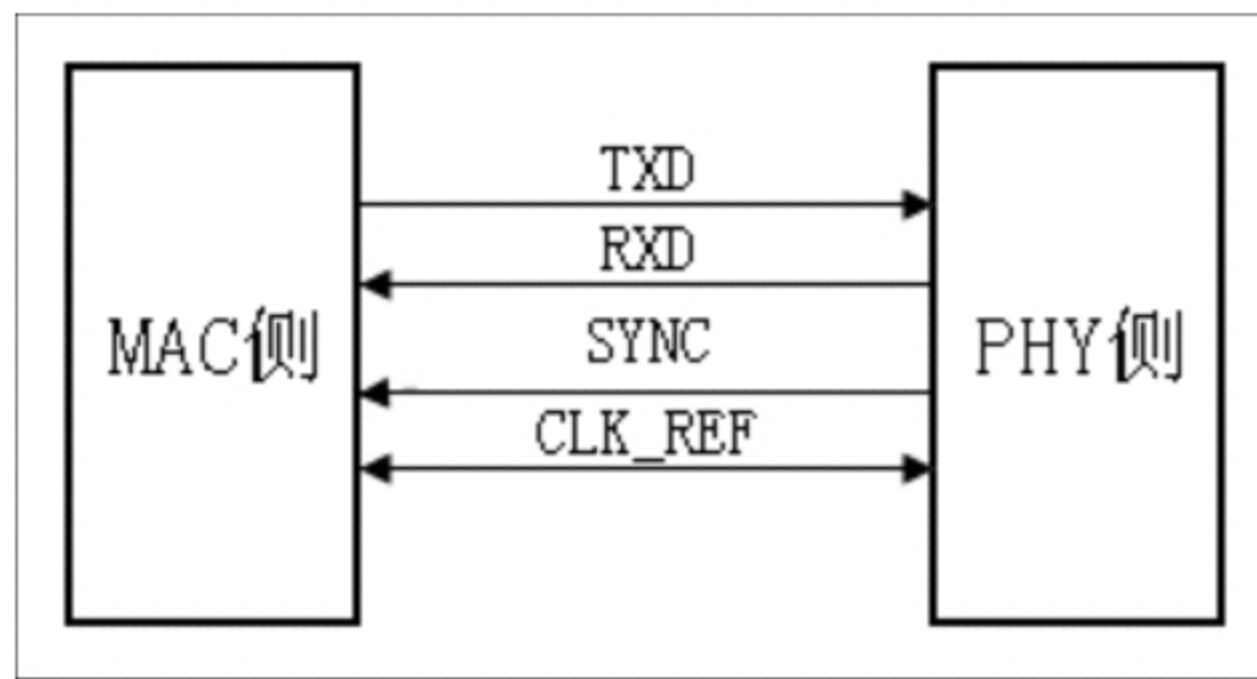 TXD
RXD
SYNC
CLK_REF
MAC侧
PHY侧